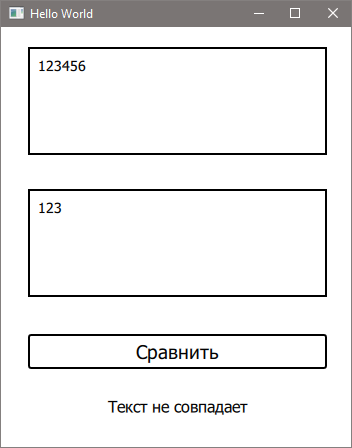 Hello World
123456
123
Сравнить
Текст не совпадает